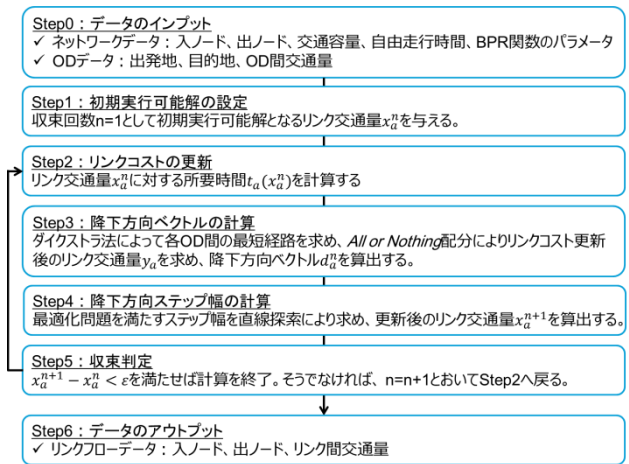 Step0：データのインプット
✓ ネットワークデータ：入ノード、出ノード、交通容量、自由走行時間、BPR関数のパラメータ
✓ ODデータ：出発地、目的地、OD間交通量
Step1：初期実行可能解の設定
収束回数n=1として初期実行可能解となるリンク交通量xₐⁿを与える。
Step2：リンクコストの更新
リンク交通量xₐⁿに対する所要時間tₐ(xₐⁿ)を計算する
Step3：降下方向ベクトルの計算
ダイクストラ法によって各OD間の最短経路を求め、All or Nothing配分によりリンクコスト更新
後のリンク交通量yₐを求め、降下方向ベクトルdₐⁿを算出する。
Step4：降下方向ステップ幅の計算
最適化問題を満たすステップ幅を直線探索により求め、更新後のリンク交通量xₐⁿ⁺¹を算出する。
Step5：収束判定
xₐⁿ⁺¹ − xₐⁿ < εを満たせば計算を終了。そうでなければ、n=n+1とおいてStep2へ戻る。
Step6：データのアウトプット
✓ リンクフローデータ：入ノード、出ノード、リンク間交通量